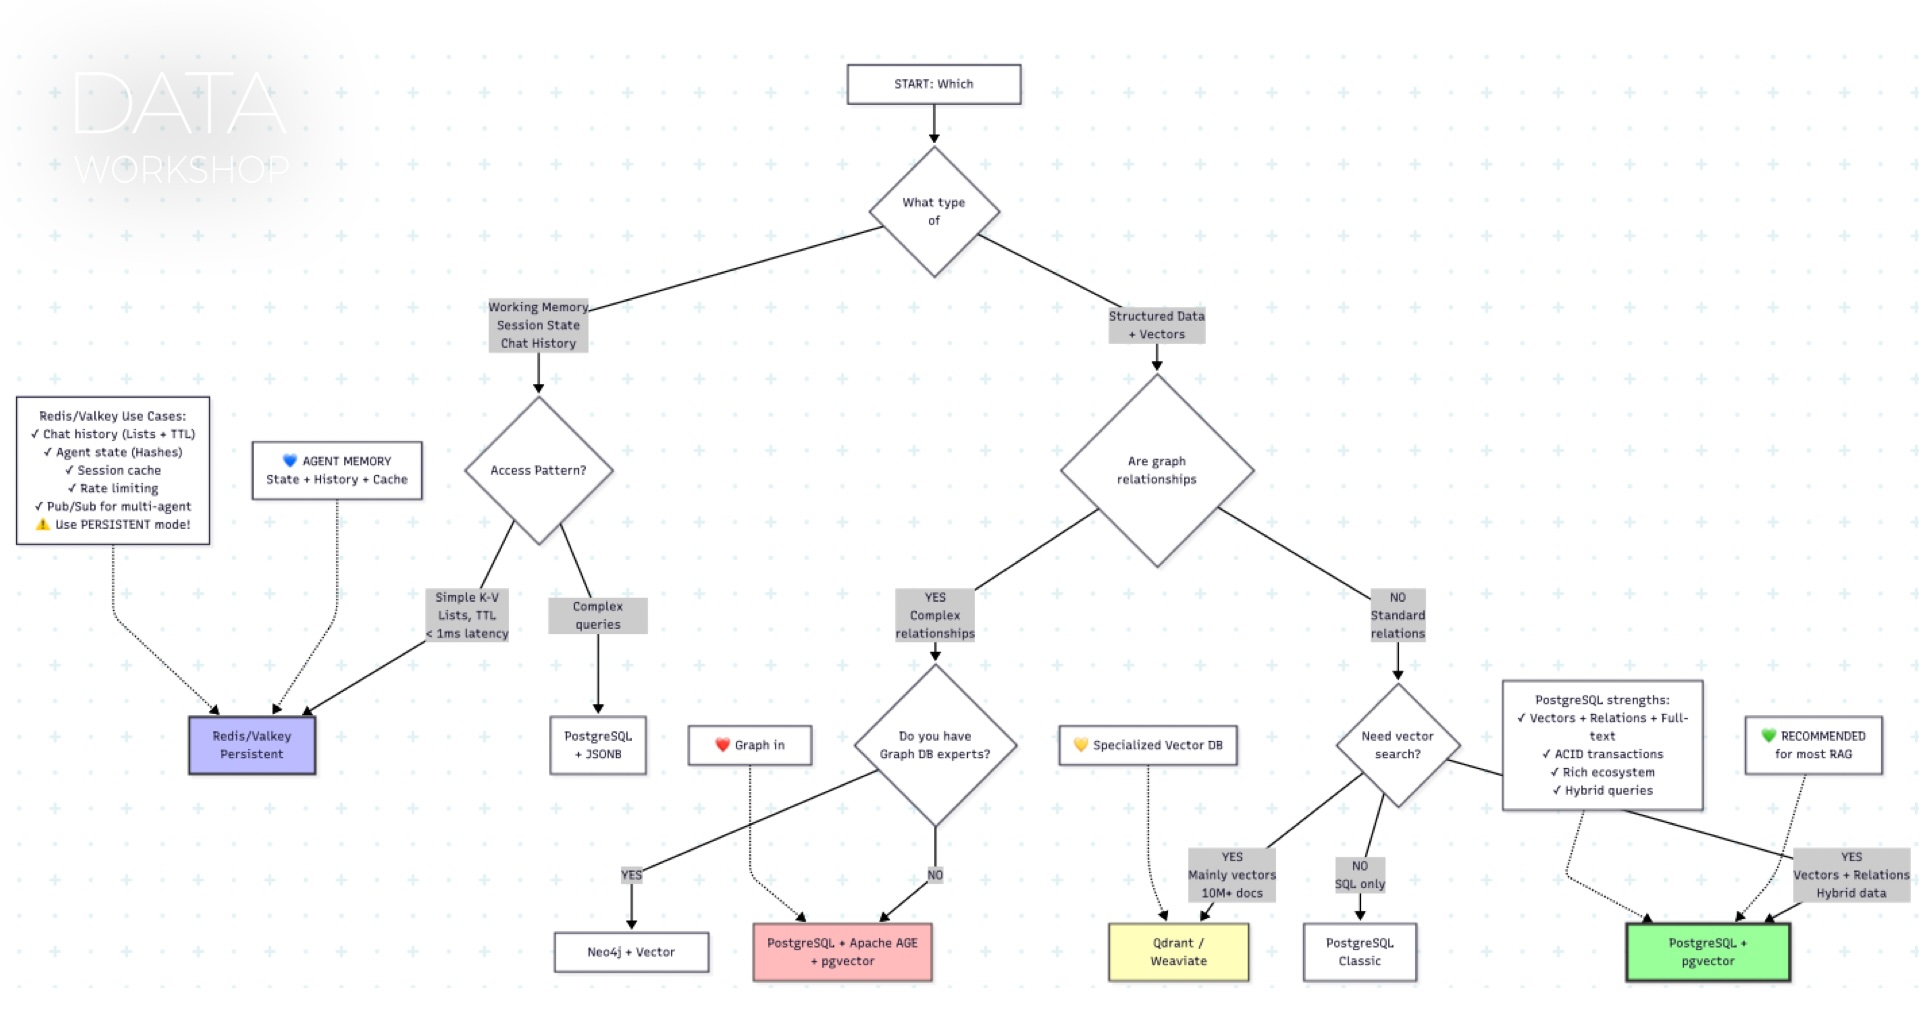 DATA
WORKSHOP
START: Which
What type
of
Working Memory
Session State
Chat History
Structured Data
+ Vectors
Redis/Valkey Use Cases:
✓ Chat history (Lists + TTL)
✓ Agent state (Hashes)
✓ Session cache
✓ Rate limiting
✓ Pub/Sub for multi-agent
⚠️ Use PERSISTENT mode!
💙 AGENT MEMORY
State + History + Cache
Access Pattern?
Are graph
relationships
Simple K-V
Lists, TTL
< 1ms latency
Complex
queries
YES
Complex
relationships
NO
Standard
relations
Redis/Valkey
Persistent
PostgreSQL
+ JSONB
❤️ Graph in
Do you have
Graph DB experts?
💛 Specialized Vector DB
Need vector
search?
PostgreSQL strengths:
✓ Vectors + Relations + Full-
text
✓ ACID transactions
✓ Rich ecosystem
✓ Hybrid queries
💚 RECOMMENDED
for most RAG
YES
NO
YES
Mainly vectors
10M+ docs
NO
SQL only
YES
Vectors + Relations
Hybrid data
Neo4j + Vector
PostgreSQL + Apache AGE
+ pgvector
Qdrant /
Weaviate
PostgreSQL
Classic
PostgreSQL +
pgvector